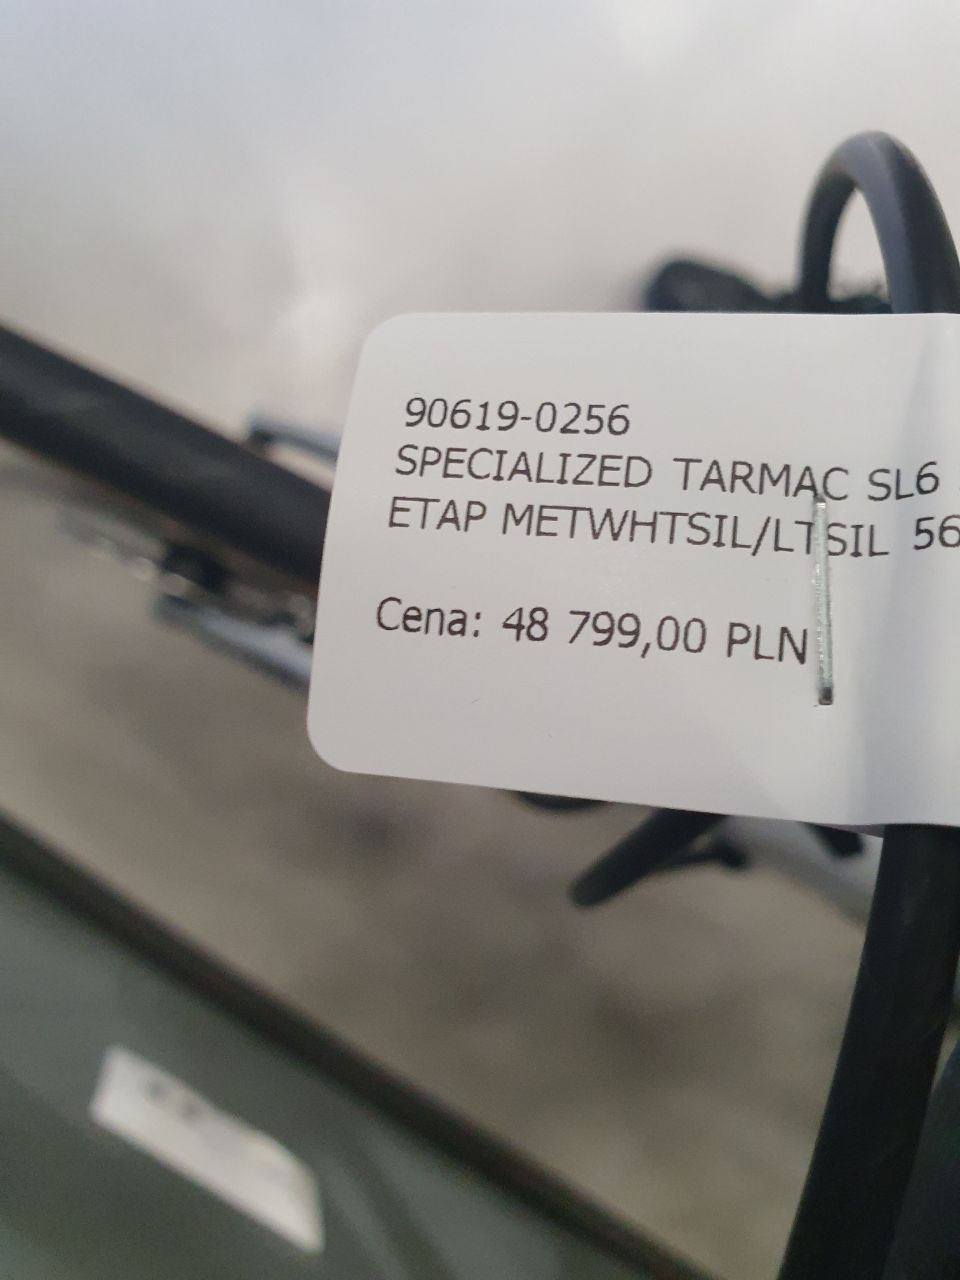 90619-0256
SPECIALIZED TARMAC SL6
ETAP METWHTSIL/LTSIL 56
Cena: 48 799,00 PLN